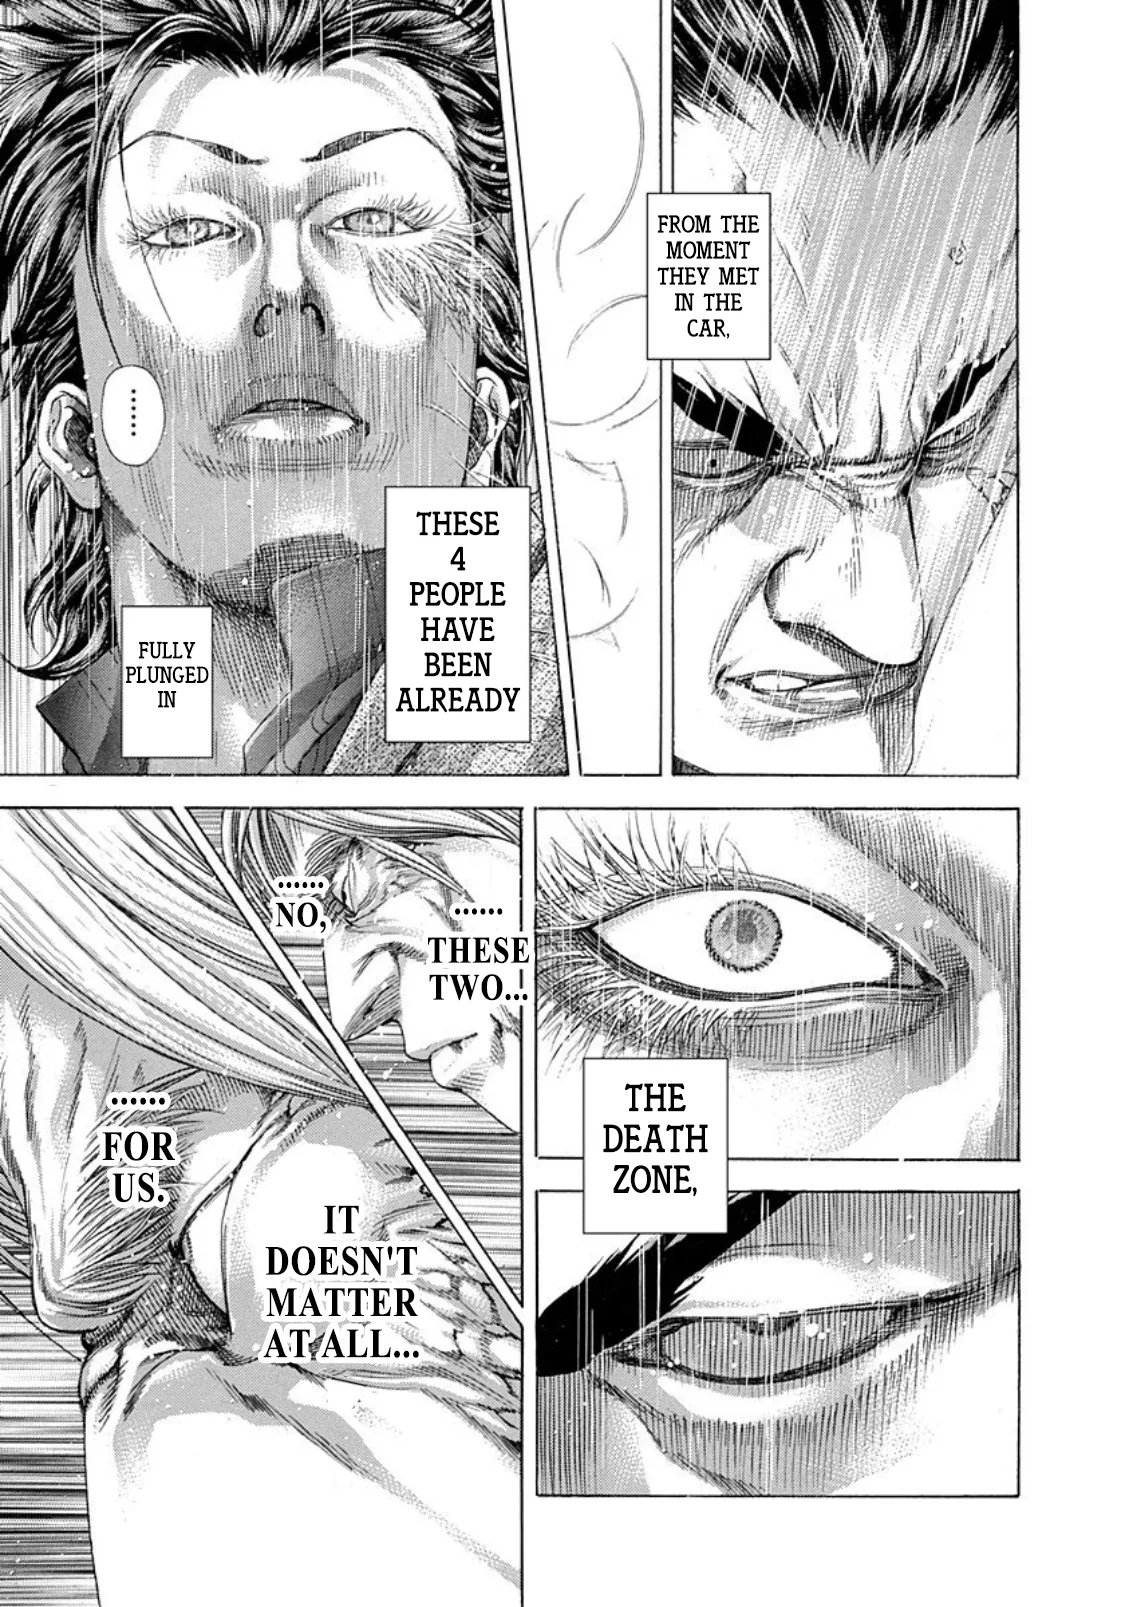 FROM THE
MOMENT
THEY MET
IN THE
CAR,
THESE
4
PEOPLE
HAVE
BEEN
ALREADY
.......
FULLY
PLUNGED
IN
THE
DEATH
ZONE,
......
THESE
TWO...
......
NO,
IT
DOESN'T
MATTER
AT ALL...
......
FOR
US.